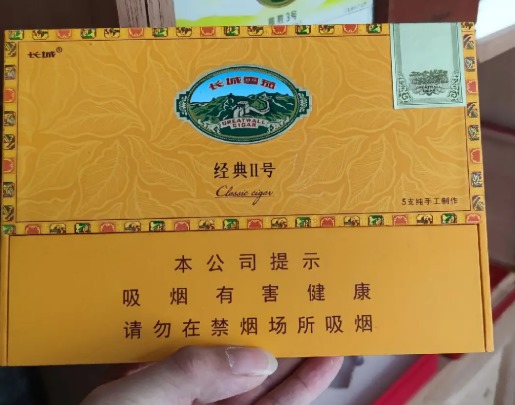 长城®
长城雪茄
GREATWALL
CIGAR
经典II号
Classic cigar
5支纯手工制作
GREATWALL
本公司提示
吸烟有害健康
请勿在禁烟场所吸烟